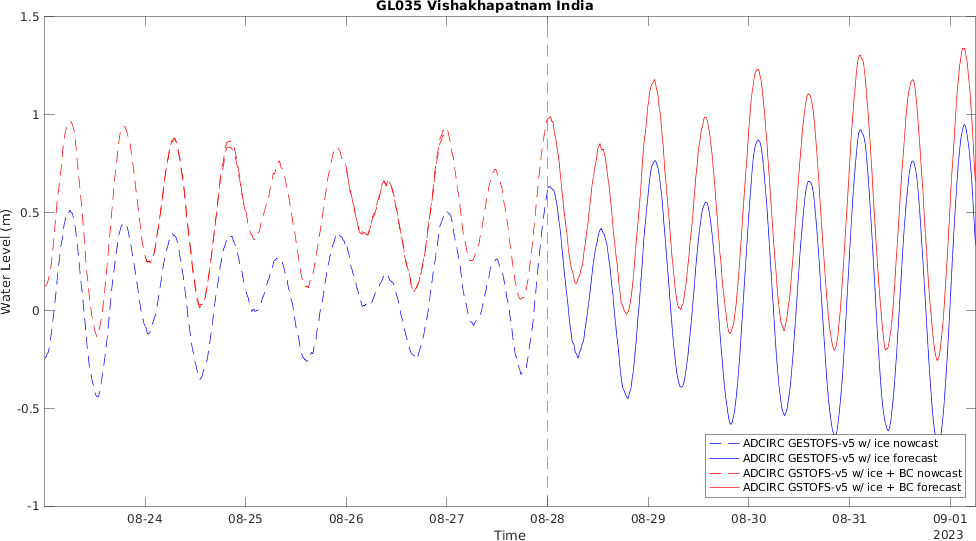 GL035 Vishakhapatnam India
1.5
1
0.5
0
-0.5
-1
Water Level (m)
ADCIRC GESTOFS-v5 w/ ice nowcast
ADCIRC GESTOFS-v5 w/ ice forecast
ADCIRC GSTOFS-v5 w/ ice + BC nowcast
ADCIRC GSTOFS-v5 w/ ice + BC forecast
08-24 08-25 08-26 08-27 08-28 08-29 08-30 08-31 09-01
Time 2023